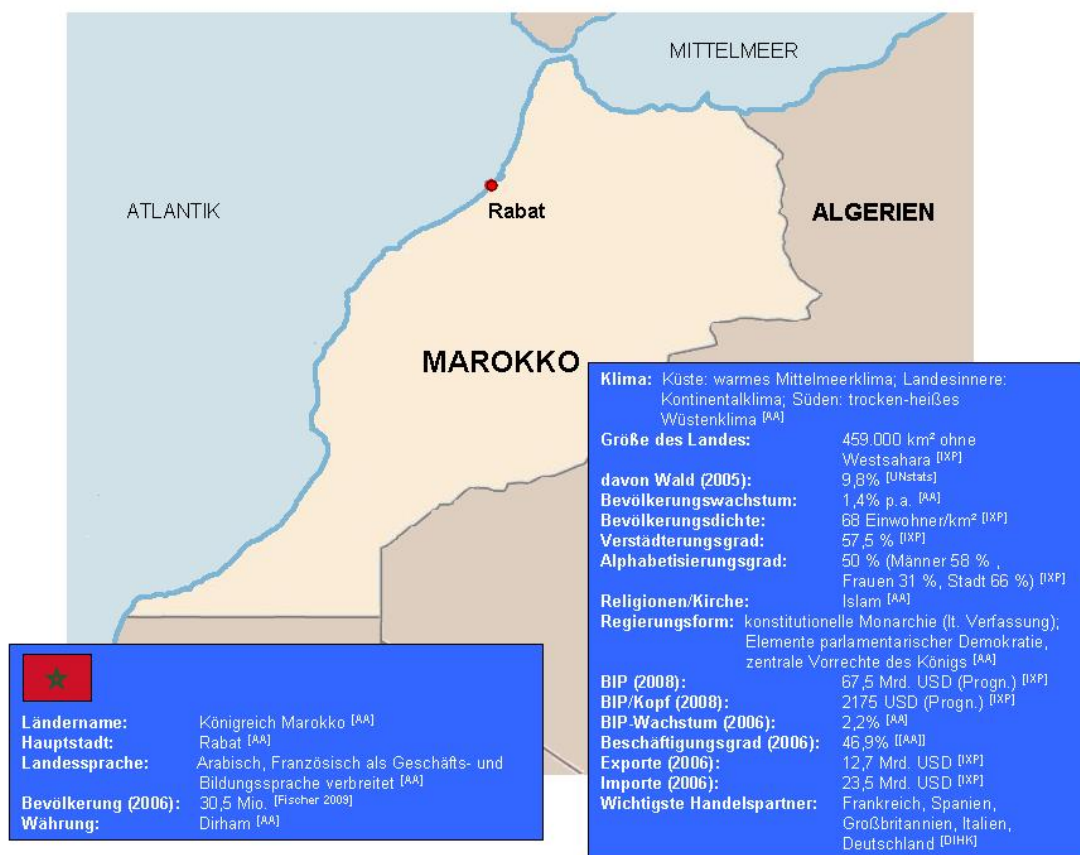 MITTELMEER
ATLANTIK
Rabat
ALGERIEN
MAROKKO
Klima: Küste: warmes Mittelmeerklima; Landesinnere:
Kontinentalklima; Süden: trocken-heißes
Wüstenklima [AA]
Größe des Landes: 459.000 km² ohne
Westsahara [IXP]
davon Wald (2005): 9,8% [UNstats]
Bevölkerungswachstum: 1,4% p.a. [AA]
Bevölkerungsdichte: 68 Einwohner/km² [IXP]
Verstädterungsgrad: 57,5 % [IXP]
Alphabetisierungsgrad: 50 % (Männer 58 % ,
Frauen 31 %, Stadt 66 %) [IXP]
Religionen/Kirche: Islam [AA]
Regierungsform: konstitutionelle Monarchie (lt. Verfassung);
Elemente parlamentarischer Demokratie,
zentrale Vorrechte des Königs [AA]
BIP (2008): 67,5 Mrd. USD (Progn.) [IXP]
BIP/Kopf (2008): 2175 USD (Progn.) [IXP]
BIP-Wachstum (2006): 2,2% [AA]
Beschäftigungsgrad (2006): 46,9% [[AA]]
Exporte (2006): 12,7 Mrd. USD [IXP]
Importe (2006): 23,5 Mrd. USD [IXP]
Wichtigste Handelspartner: Frankreich, Spanien,
Großbritannien, Italien,
Deutschland [DIHK]
Ländername: Königreich Marokko [AA]
Hauptstadt: Rabat [AA]
Landessprache: Arabisch, Französisch als Geschäfts- und
Bildungssprache verbreitet [AA]
Bevölkerung (2006): 30,5 Mio. [Fischer 2009]
Währung: Dirham [AA]